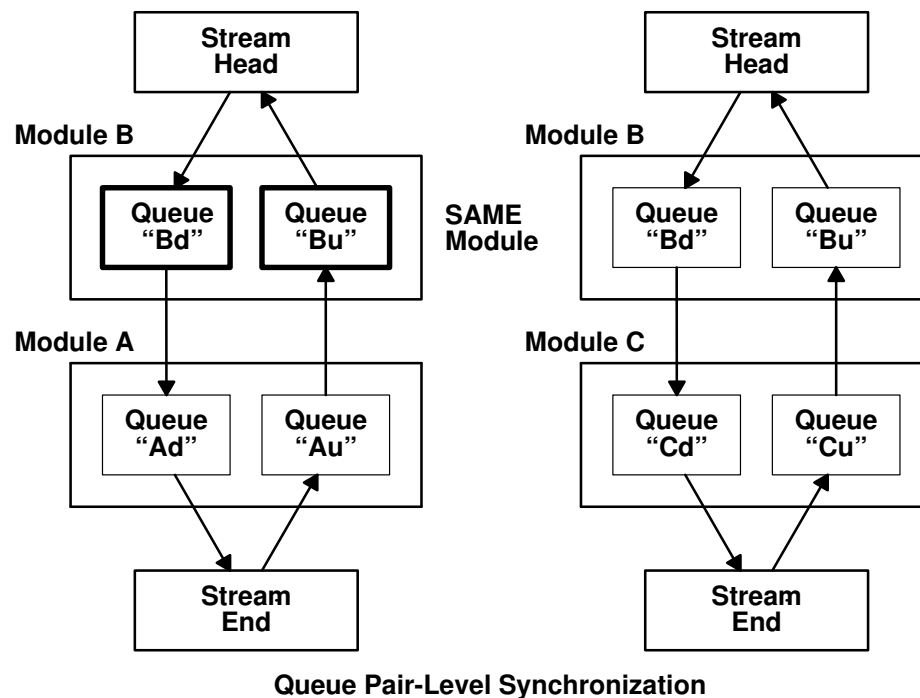 Stream
Head
Stream
Head
Module B
Module B
Queue
“Bd”
Queue
“Bu”
SAME
Module
Queue
“Bd”
Queue
“Bu”
Module A
Module C
Queue
“Ad”
Queue
“Au”
Queue
“Cd”
Queue
“Cu”
Stream
End
Stream
End
Queue Pair-Level Synchronization